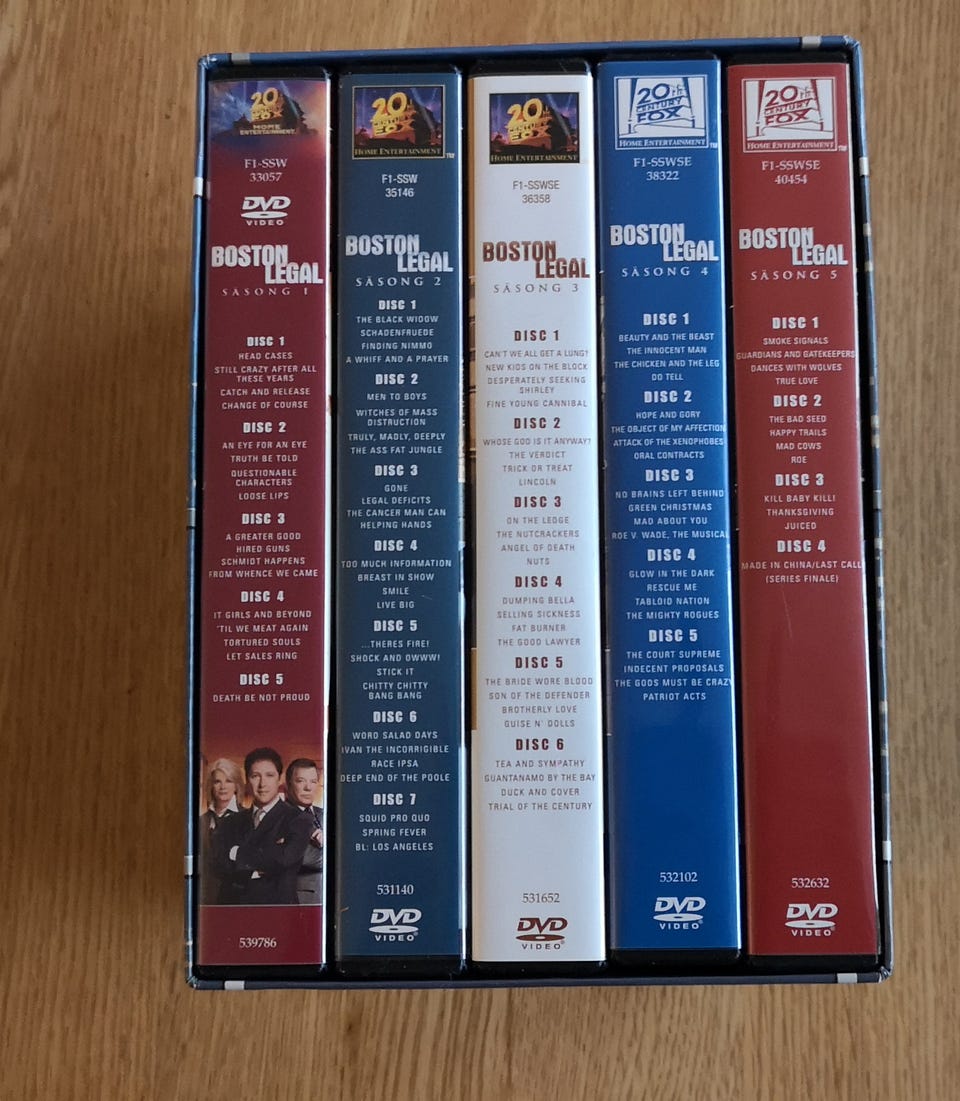 20TH
CENTURY
FOX
HOME
ENTERTAINMENT
F1-SSW
33057
DVD
VIDEO
BOSTON
LEGAL
SÄSONG 1
DISC 1
HEAD CASES
STILL CRAZY AFTER ALL
THESE YEARS
CATCH AND RELEASE
CHANGE OF COURSE
DISC 2
AN EYE FOR AN EYE
TRUTH BE TOLD
QUESTIONABLE
CHARACTERS
LOOSE LIPS
DISC 3
A GREATER GOOD
HIRED GUNS
SCHMIDT HAPPENS
FROM WHENCE WE CAME
DISC 4
IT GIRLS AND BEYOND
'TIL WE MEAT AGAIN
TORTURED SOULS
LET SALES RING
DISC 5
DEATH BE NOT PROUD
539786
20TH
CENTURY
FOX
HOME ENTERTAINMENT
TM
F1-SSW
35146
BOSTON
LEGAL
SÄSONG 2
DISC 1
THE BLACK WIDOW
SCHADENFRUEDE
FINDING NIMMO
A WHIFF AND A PRAYER
DISC 2
MEN TO BOYS
WITCHES OF MASS
DISTRUCTION
TRULY, MADLY, DEEPLY
THE ASS FAT JUNGLE
DISC 3
GONE
LEGAL DEFICITS
THE CANCER MAN CAN
HELPING HANDS
DISC 4
TOO MUCH INFORMATION
BREAST IN SHOW
SMILE
LIVE BIG
DISC 5
...THERES FIRE!
SHOCK AND OWWW!
STICK IT
CHITTY CHITTY
BANG BANG
DISC 6
WORD SALAD DAYS
IVAN THE INCORRIGIBLE
RACE IPSA
DEEP END OF THE POOLE
DISC 7
SQUID PRO QUO
SPRING FEVER
BL: LOS ANGELES
531140
DVD
VIDEO
20TH
CENTURY
FOX
HOME ENTERTAINMENT
F1-SSWSE
36358
BOSTON
LEGAL
SÄSONG 3
DISC 1
CAN'T WE ALL GET A LUNG?
NEW KIDS ON THE BLOCK
DESPERATELY SEEKING
SHIRLEY
FINE YOUNG CANNIBAL
DISC 2
WHOSE GOD IS IT ANYWAY?
THE VERDICT
TRICK OR TREAT
LINCOLN
DISC 3
ON THE LEDGE
THE NUTCRACKERS
ANGEL OF DEATH
NUTS
DISC 4
DUMPING BELLA
SELLING SICKNESS
FAT BURNER
THE GOOD LAWYER
DISC 5
THE BRIDE WORE BLOOD
SON OF THE DEFENDER
BROTHERLY LOVE
GUISE N' DOLLS
DISC 6
TEA AND SYMPATHY
GUANTANAMO BY THE BAY
DUCK AND COVER
TRIAL OF THE CENTURY
531652
DVD
VIDEO
20TH
CENTURY
FOX
HOME ENTERTAINMENT
TM
F1-SSWSE
38322
BOSTON
LEGAL
SÄSONG 4
DISC 1
BEAUTY AND THE BEAST
THE INNOCENT MAN
THE CHICKEN AND THE LEG
DO TELL
DISC 2
HOPE AND GORY
THE OBJECT OF MY AFFECTION
ATTACK OF THE XENOPHOBES
ORAL CONTRACTS
DISC 3
NO BRAINS LEFT BEHIND
GREEN CHRISTMAS
MAD ABOUT YOU
ROE V. WADE, THE MUSICAL
DISC 4
GLOW IN THE DARK
RESCUE ME
TABLOID NATION
THE MIGHTY ROGUES
DISC 5
THE COURT SUPREME
INDECENT PROPOSALS
THE GODS MUST BE CRAZY
PATRIOT ACTS
532102
DVD
VIDEO
20TH
CENTURY
FOX
HOME ENTERTAINMENT
TM
F1-SSWSE
40454
BOSTON
LEGAL
SÄSONG 5
DISC 1
SMOKE SIGNALS
GUARDIANS AND GATEKEEPERS
DANCES WITH WOLVES
TRUE LOVE
DISC 2
THE BAD SEED
HAPPY TRAILS
MAD COWS
ROE
DISC 3
KILL BABY KILL!
THANKSGIVING
JUICED
DISC 4
MADE IN CHINA/LAST CALL
(SERIES FINALE)
532632
DVD
VIDEO